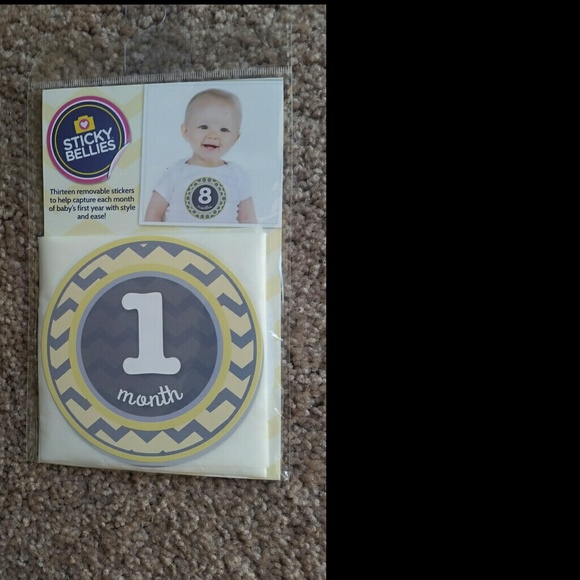 STICKY
BELLIES
Thirteen removable stickers
to help capture each month
of baby's first year with style
and ease!
8
months
1
month